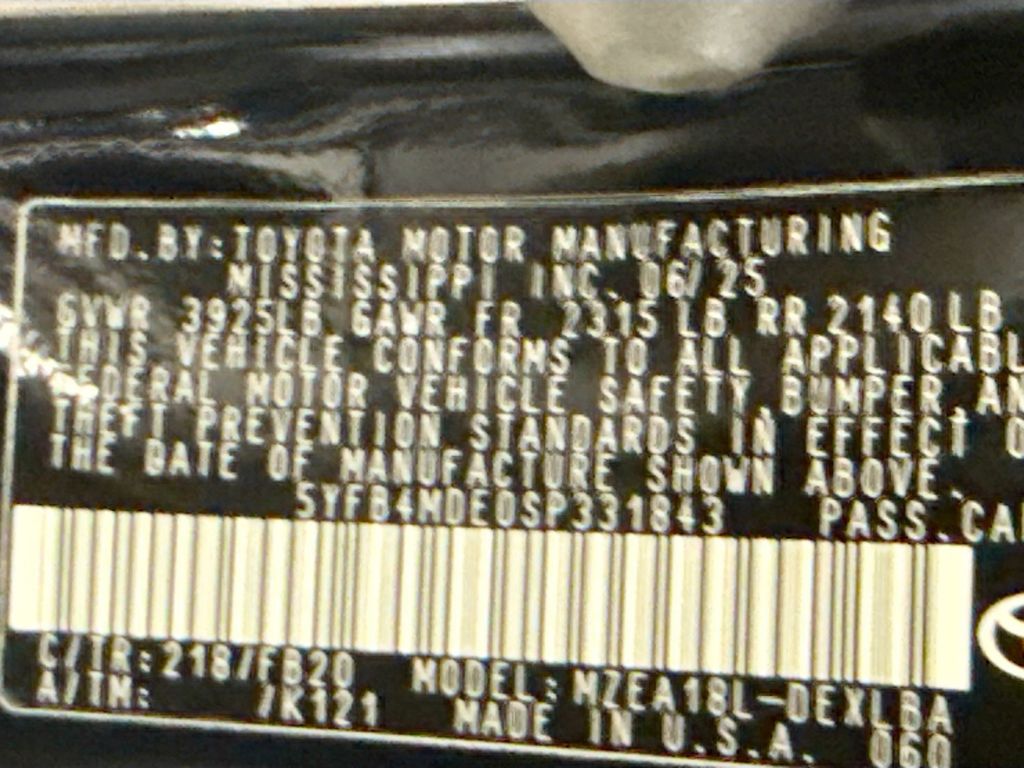 MFD.BY:TOYOTA MOTOR MANUFACTURING
MISSISSIPPI INC. 06/25
GVWR 3925LB GAWR FR 2315LB RR 2140LB
THIS VEHICLE CONFORMS TO ALL APPLICABL
FEDERAL MOTOR VEHICLE SAFETY,BUMPER,AN
THEFT PREVENTION STANDARDS IN EFFECT O
THE DATE OF MANUFACTURE SHOWN ABOVE.
5YFB4MDE0SP331843 PASS.CAR
C/TR:218/FB20 MODEL:MZEA18L-DEXLBA
A/TM: /K121 MADE IN U.S.A. 060